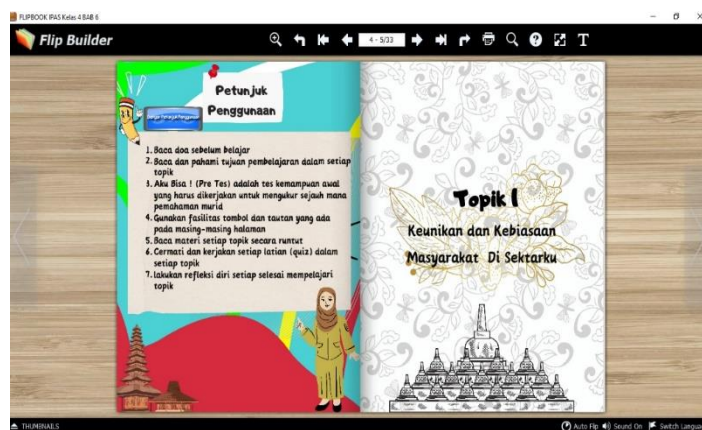 FLIPBOOK IPAS Kelas 4 BAB 6
Flip Builder
4 - 5/33
Petunjuk
Penggunaan
Dengar Petunjuk Penggunaan
1. Baca doa sebelum belajar
2. Baca dan pahami tujuan pembelajaran dalam setiap
topik
3. Aku Bisa ! (Pre Tes) adalah tes kemampuan awal
yang harus dikerjakan untuk mengukur sejauh mana
pemahaman murid
4. Gunakan fasilitas tombol dan tautan yang ada
pada masing-masing halaman
5. Baca materi setiap topik secara runtut
6. Cermati dan kerjakan setiap latian (quiz) dalam
setiap topik
7. lakukan refleksi diri setiap selesai mempelajari
topik
Topik 1
Keunikan dan Kebiasaan
Masyarakat Di Sektarku
THUMBNAILS
Auto Flip
Sound On
Switch Langua